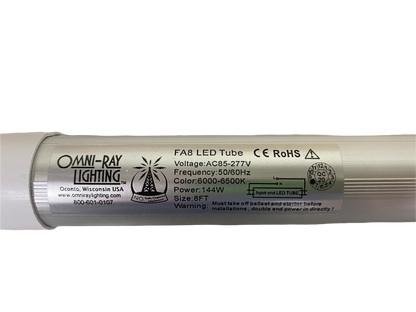 OMNI-RAY
LIGHTING
Oconto, Wisconsin USA
www.omniraylighting.com
800-601-0107
FA8 LED Tube CE RoHS
Voltage:AC85-277V
Frequency:50/60Hz
Color:6000-6500K
Power:144W
Size:8FT
Warning: Must take off ballast and starter before
installations, double end power in directly!
Input end LED TUBE
QC